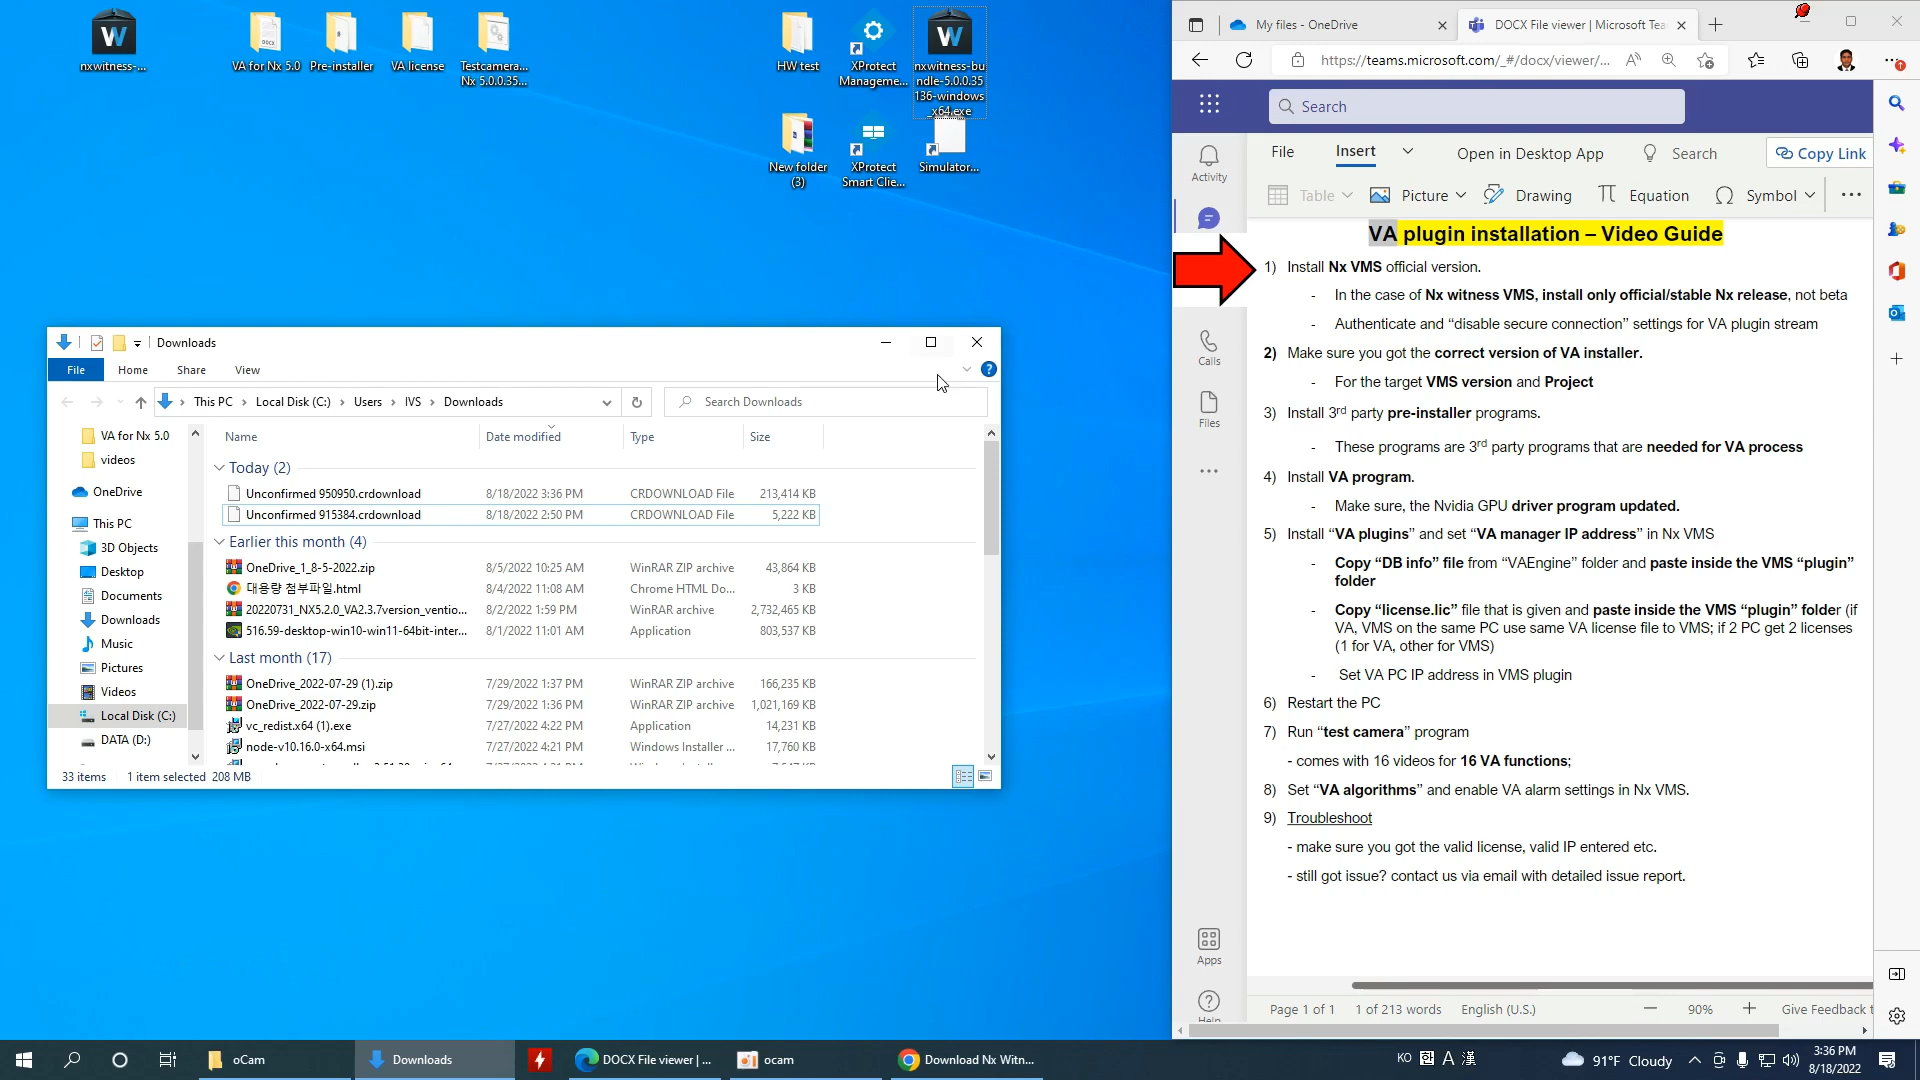 nxwitness-...
VA for Nx 5.0
Pre-installer
VA license
Testcamera...
Nx 5.0.0.35...
HW test
XProtect
Manageme...
nxwitness-bu
ndle-5.0.0.35
136-windows
_x64.exe
New folder
(3)
XProtect
Smart Clie...
Simulator...
Downloads
File
Home
Share
View
This PC > Local Disk (C:) > Users > IVS > Downloads
Search Downloads
VA for Nx 5.0
videos
OneDrive
This PC
3D Objects
Desktop
Documents
Downloads
Music
Pictures
Videos
Local Disk (C:)
DATA (D:)
Name Date modified Type Size
Today (2)
Unconfirmed 950950.crdownload 8/18/2022 3:36 PM CRDOWNLOAD File 213,414 KB
Unconfirmed 915384.crdownload 8/18/2022 2:50 PM CRDOWNLOAD File 5,222 KB
Earlier this month (4)
OneDrive_1_8-5-2022.zip 8/5/2022 10:25 AM WinRAR ZIP archive 43,864 KB
대용량 첨부파일.html 8/4/2022 11:08 AM Chrome HTML Do... 3 KB
20220731_NX5.2.0_VA2.3.7version_ventio... 8/2/2022 1:59 PM WinRAR archive 2,732,465 KB
516.59-desktop-win10-win11-64bit-inter... 8/1/2022 11:01 AM Application 803,537 KB
Last month (17)
OneDrive_2022-07-29 (1).zip 7/29/2022 1:37 PM WinRAR ZIP archive 166,235 KB
OneDrive_2022-07-29.zip 7/29/2022 1:36 PM WinRAR ZIP archive 1,021,169 KB
vc_redist.x64 (1).exe 7/27/2022 4:22 PM Application 14,231 KB
node-v10.16.0-x64.msi 7/27/2022 4:21 PM Windows Installer ... 17,760 KB
33 items 1 item selected 208 MB
My files - OneDrive
DOCX File viewer | Microsoft Tea
https://teams.microsoft.com/_#/docx/viewer/...
Search
Activity
Calls
Files
Apps
Help
File
Insert
Open in Desktop App
Search
Copy Link
Table
Picture
Drawing
Equation
Symbol
VA plugin installation – Video Guide
1) Install Nx VMS official version.
- In the case of Nx witness VMS, install only official/stable Nx release, not beta
- Authenticate and “disable secure connection” settings for VA plugin stream
2) Make sure you got the correct version of VA installer.
- For the target VMS version and Project
3) Install 3rd party pre-installer programs.
- These programs are 3rd party programs that are needed for VA process
4) Install VA program.
- Make sure, the Nvidia GPU driver program updated.
5) Install “VA plugins” and set “VA manager IP address” in Nx VMS
- Copy “DB info” file from “VAEngine” folder and paste inside the VMS “plugin”
folder
- Copy “license.lic” file that is given and paste inside the VMS “plugin” folder (if
VA, VMS on the same PC use same VA license file to VMS; if 2 PC get 2 licenses
(1 for VA, other for VMS)
- Set VA PC IP address in VMS plugin
6) Restart the PC
7) Run “test camera” program
- comes with 16 videos for 16 VA functions;
8) Set “VA algorithms” and enable VA alarm settings in Nx VMS.
9) Troubleshoot
- make sure you got the valid license, valid IP entered etc.
- still got issue? contact us via email with detailed issue report.
Page 1 of 1 1 of 213 words English (U.S.) 90% Give Feedback t
oCam
Downloads
DOCX File viewer | ...
ocam
Download Nx Witn...
KO 한 A 漢
91°F Cloudy
3:36 PM
8/18/2022